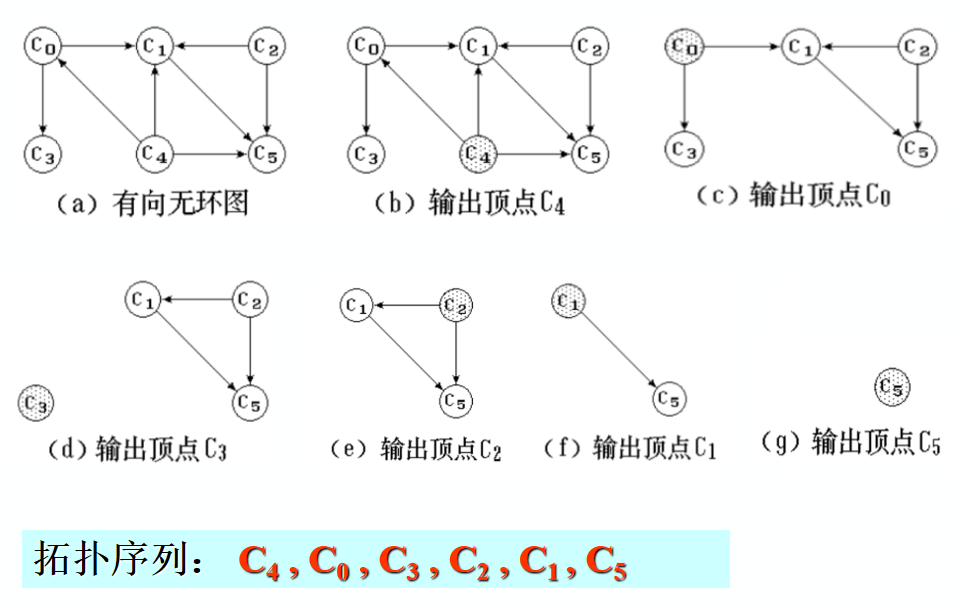 C0 C1 C2 C0 C1 C2 C0 C1 C2
C3 C4 C5 C3 C4 C5 C3 C5
(a) 有向无环图 (b) 输出顶点C4 (c) 输出顶点C0
C1 C2 C1 C2 C1
C3 C5 C5 C5 C5
(d) 输出顶点C3 (e) 输出顶点C2 (f) 输出顶点C1 (g) 输出顶点C5
拓扑序列： C4 , C0 , C3 , C2 , C1 , C5